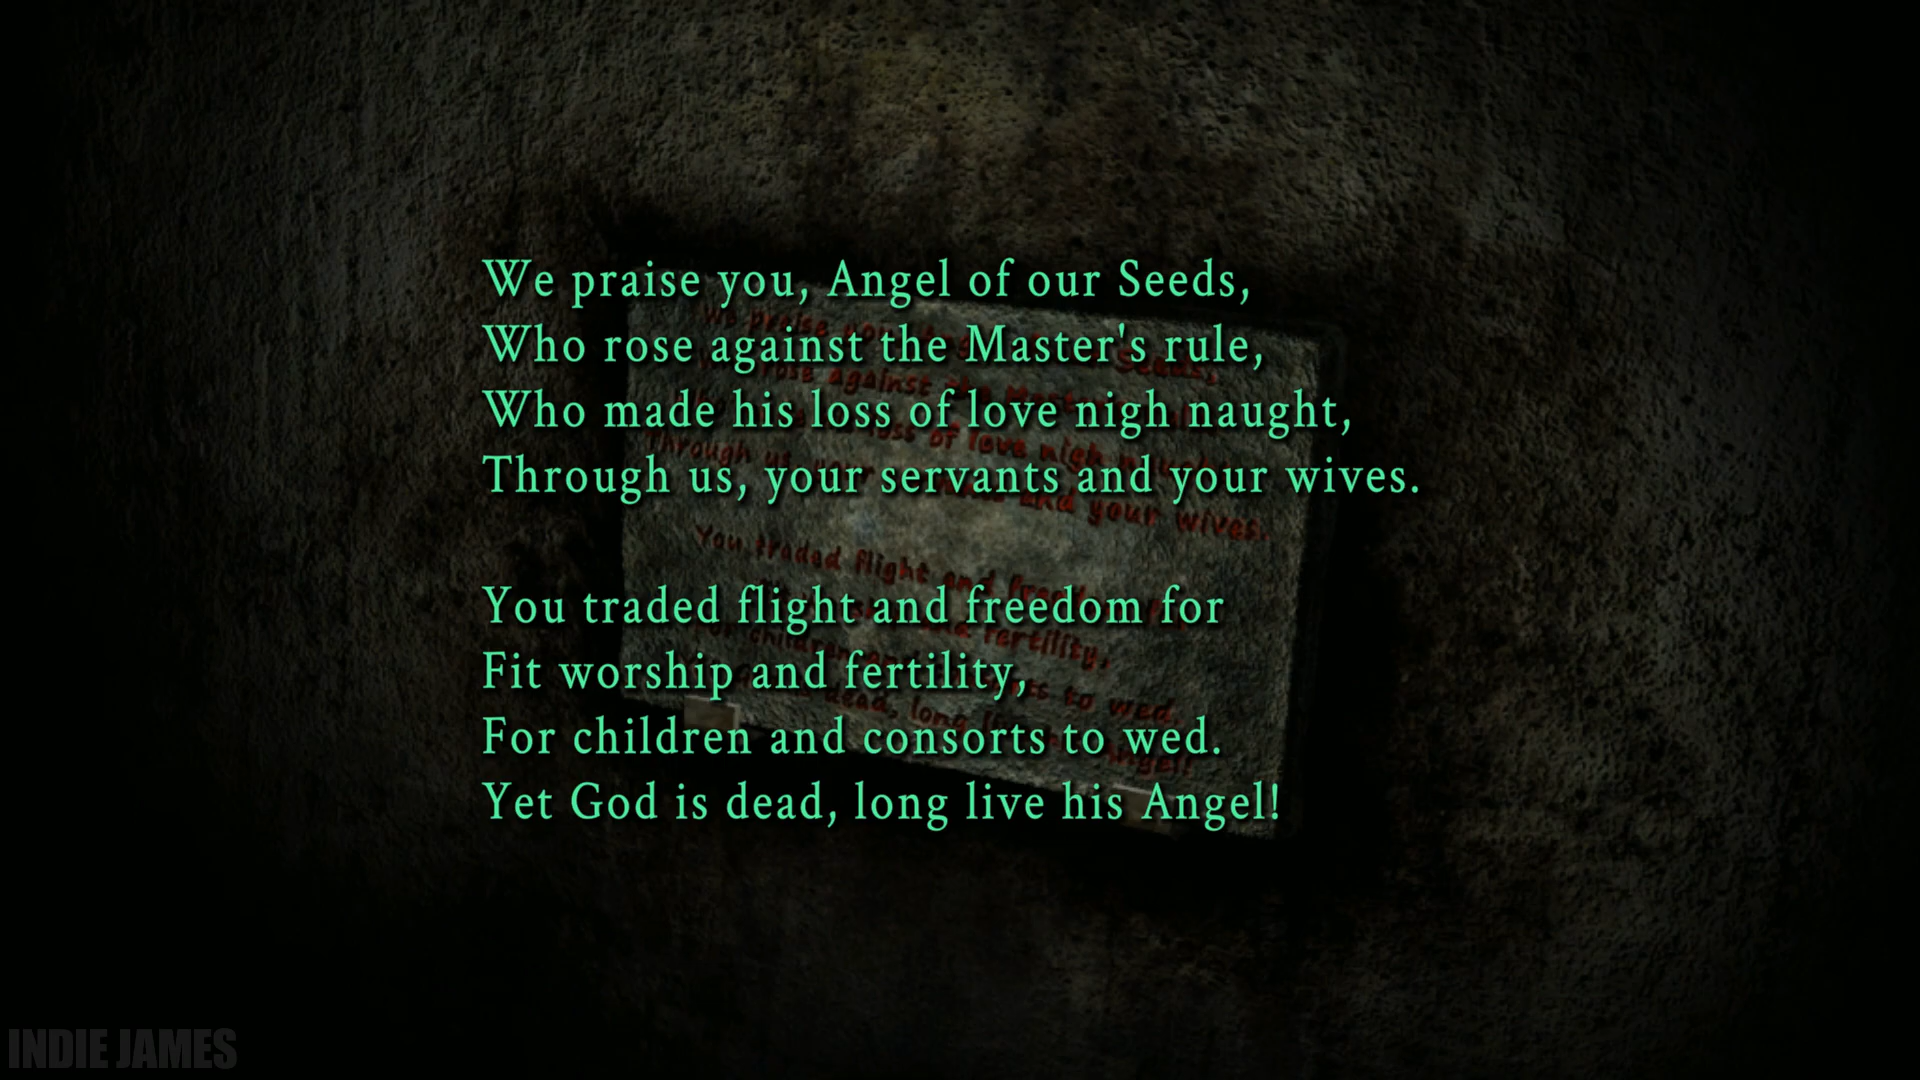 We praise you, Angel of our Seeds,
Who rose against the Master's rule,
Who made his loss of love nigh naught,
Through us, your servants and your wives.
You traded flight and freedom for
Fit worship and fertility,
For children and consorts to wed.
Yet God is dead, long live his Angel!
INDIE JAMES